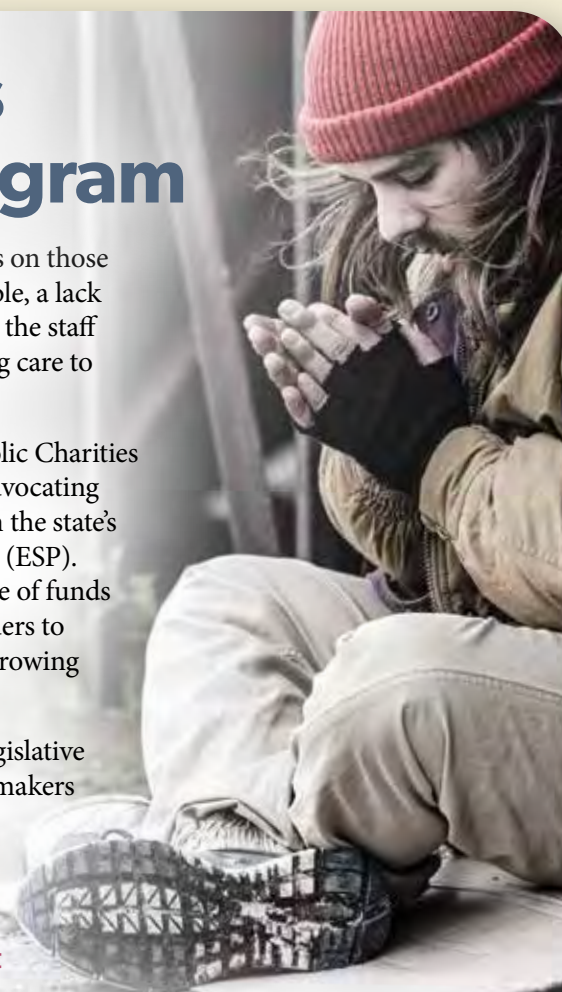 s
gram
s on those
ple, a lack
the staff
g care to
lic Charities
vocating
n the state's
(ESP).
e of funds
ers to
rowing
gislative
makers